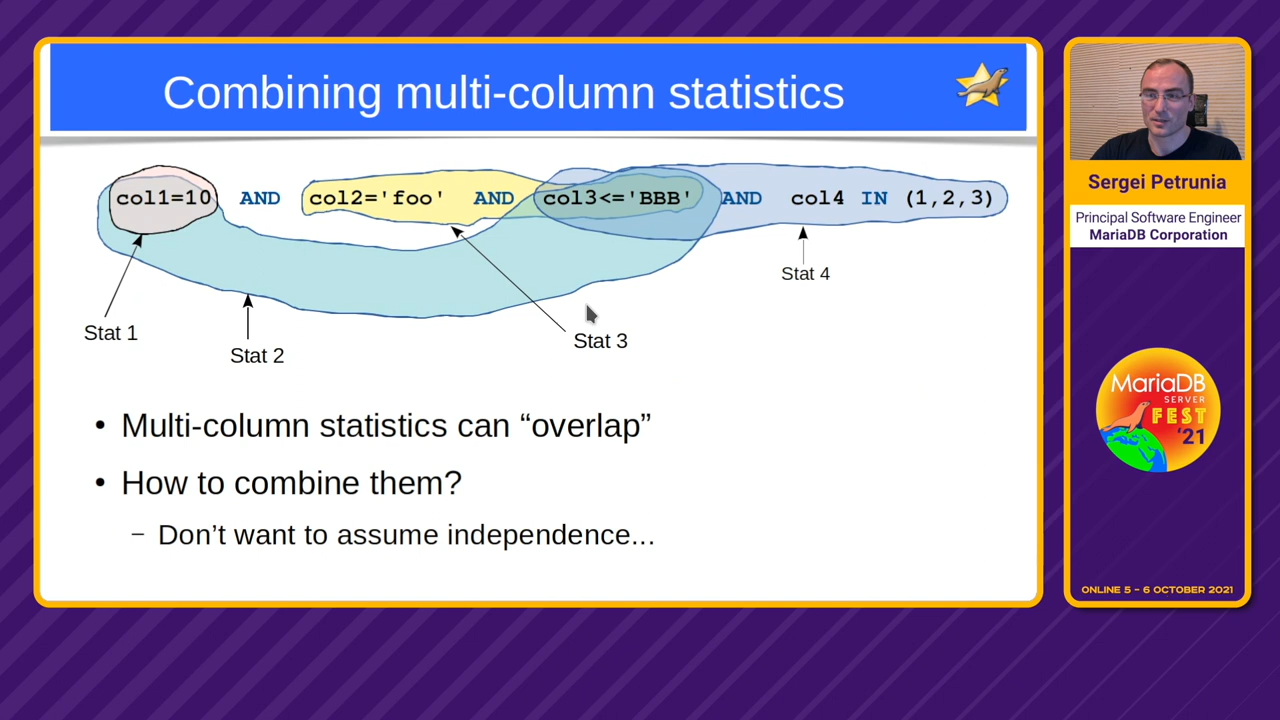 Combining multi-column statistics
col1=10 AND col2='foo' AND col3<='BBB' AND col4 IN (1,2,3)
Stat 1
Stat 2
Stat 3
Stat 4
• Multi-column statistics can “overlap”
• How to combine them?
– Don’t want to assume independence...
Sergei Petrunia
Principal Software Engineer
MariaDB Corporation
MariaDB
SERVER
FEST
'21
ONLINE 5 - 6 OCTOBER 2021